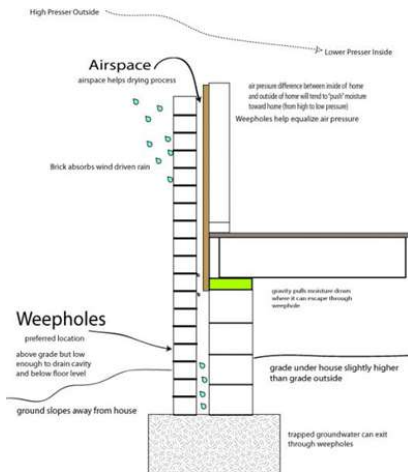 High Presser Outside
Lower Presser Inside
Airspace
airspace helps drying process
air pressure difference between inside of home
and outside of home will tend to "push" moisture
toward home (from high to low pressure)
Weepholes help equalize air pressure
Brick absorbs wind driven rain
gravity pulls moisture down
where it can escape through
weephole
Weepholes
preferred location
above grade but low
enough to drain cavity
and below floor level
grade under house slightly higher
than grade outside
ground slopes away from house
trapped groundwater can exit
through weepholes